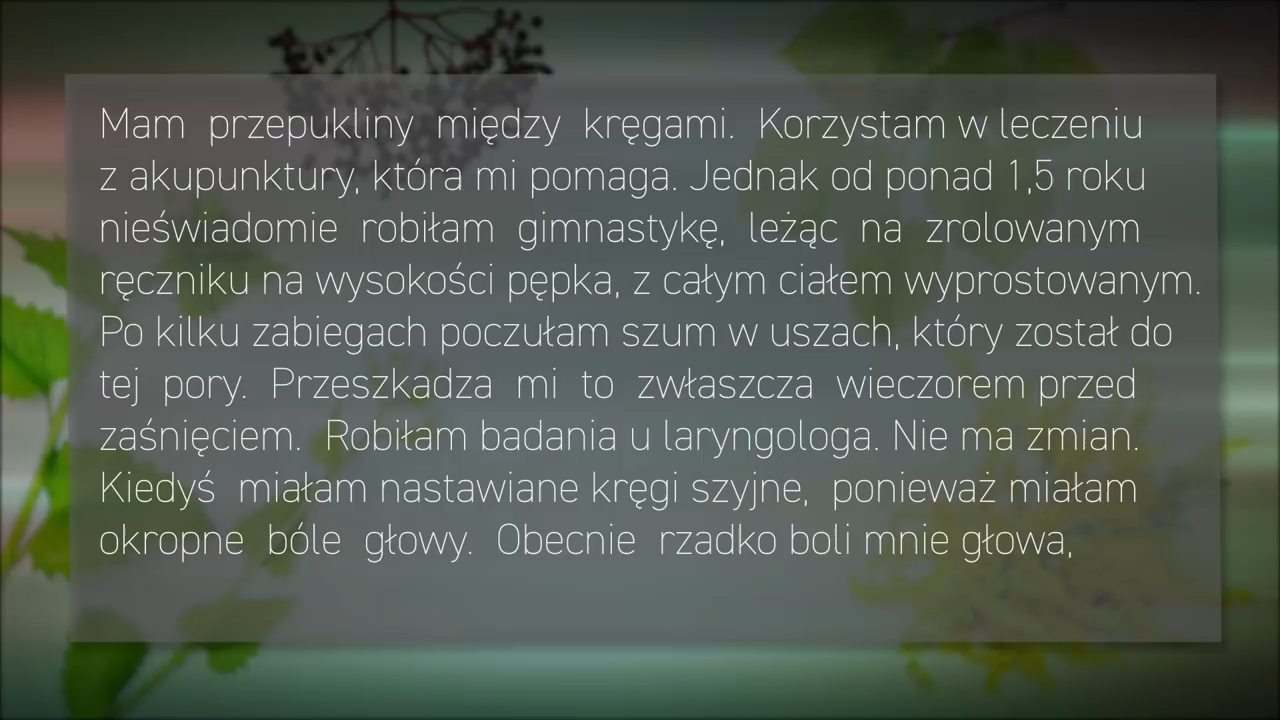 Mam przepukliny między kręgami. Korzystam w leczeniu
z akupunktury, która mi pomaga. Jednak od ponad 1,5 roku
nieświadomie robiłam gimnastykę, leżąc na zrolowanym
ręczniku na wysokości pępka, z całym ciałem wyprostowanym.
Po kilku zabiegach poczułam szum w uszach, który został do
tej pory. Przeszkadza mi to zwłaszcza wieczorem przed
zaśnięciem. Robiłam badania u laryngologa. Nie ma zmian.
Kiedyś miałam nastawiane kręgi szyjne, ponieważ miałam
okropne bóle głowy. Obecnie rzadko boli mnie głowa,